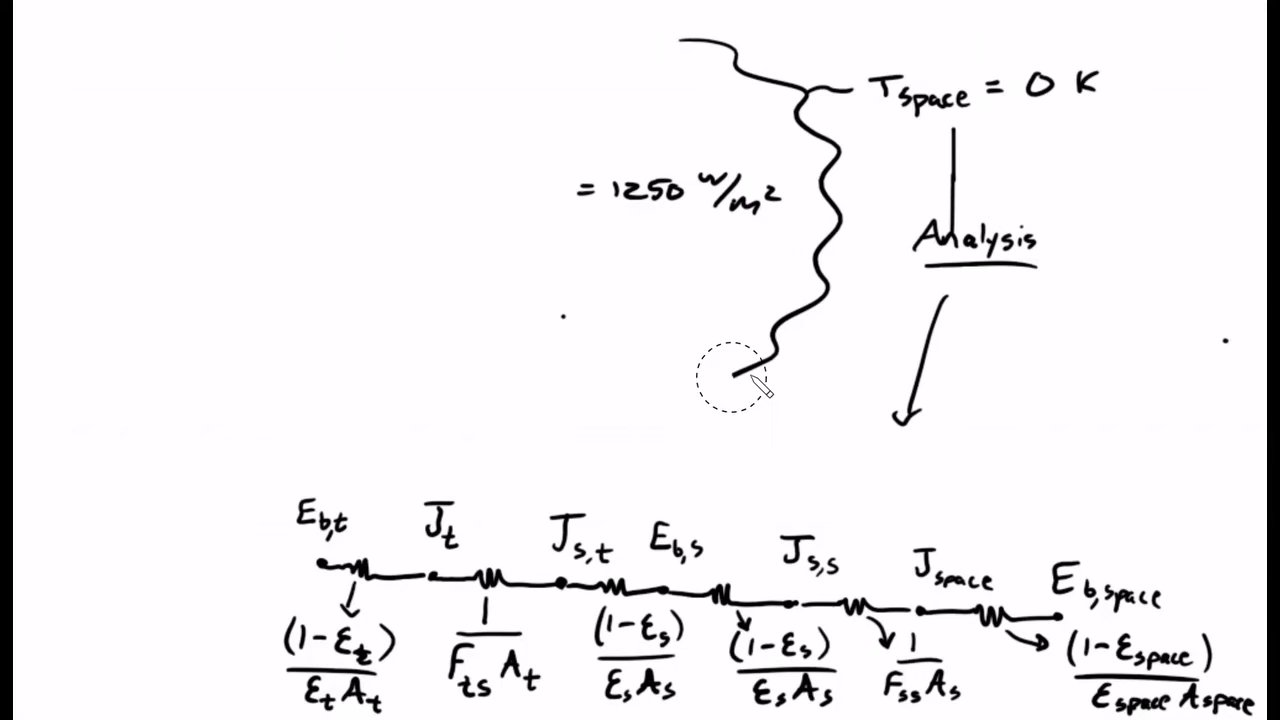 T_space = 0 K
= 1250 W/m²
Analysis
E_b,t J_t J_s,t E_b,s J_s,s J_space E_b,space
(1-ε_t)/(ε_t A_t) 1/(F_ts A_t) (1-ε_s)/(ε_s A_s) (1-ε_s)/(ε_s A_s) 1/(F_ss A_s) (1-ε_space)/(ε_space A_space)